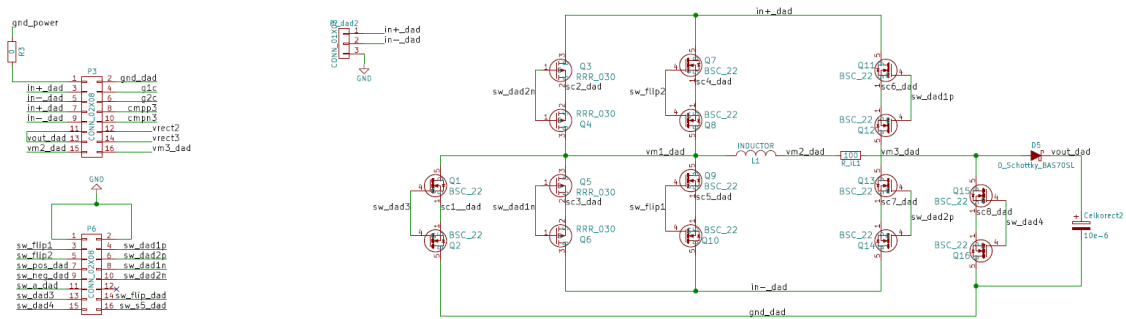 gnd_power
0
R3
P3
CONN_02X08
1 2 gnd_dad
in+_dad 3 4 g1c
in-_dad 5 6 g2c
in+_dad 7 8 cmpp3
in-_dad 9 10 cmpn3
11 12 vrect2
vout_dad 13 14 vrect3
vm2_dad 15 16 vm3_dad
GND
P6
CONN_02X08
1 2
sw_flip1 3 4 sw_dad1p
sw_flip2 5 6 sw_dad2p
sw_pos_dad 7 8 sw_dad1n
sw_neg_dad 9 10 sw_dad2n
sw_a_dad 11 12
sw_dad3 13 14 sw_flip_dad
sw_dad4 15 16 sw_s5_dad
_dad2
1 in+_dad
2 in-_dad
3
GND
in+_dad
Q3
RRR_030
sc2_dad
sw_dad2n
Q4
Q7
BSC_22
sc4_dad
sw_flip2
BSC_22
Q8
Q11
BSC_22
sc6_dad
sw_dad1p
BSC_22
Q12
vm1_dad
INDUCTOR
L1
vm2_dad
100
R_iL1
vm3_dad
D5
vout_dad
D_Schottky_BAS70SL
Q1
BSC_22
sw_dad3
sc1__dad
BSC_22
Q2
Q5
RRR_030
sc3_dad
sw_dad1n
RRR_030
Q6
Q9
BSC_22
sc5_dad
sw_flip1
BSC_22
Q10
Q13
BSC_22
sc7_dad
sw_dad2p
BSC_22
Q14
Q15
BSC_22
sc8_dad
sw_dad4
BSC_22
Q16
Celkorect2
10e-6
in-_dad
gnd_dad